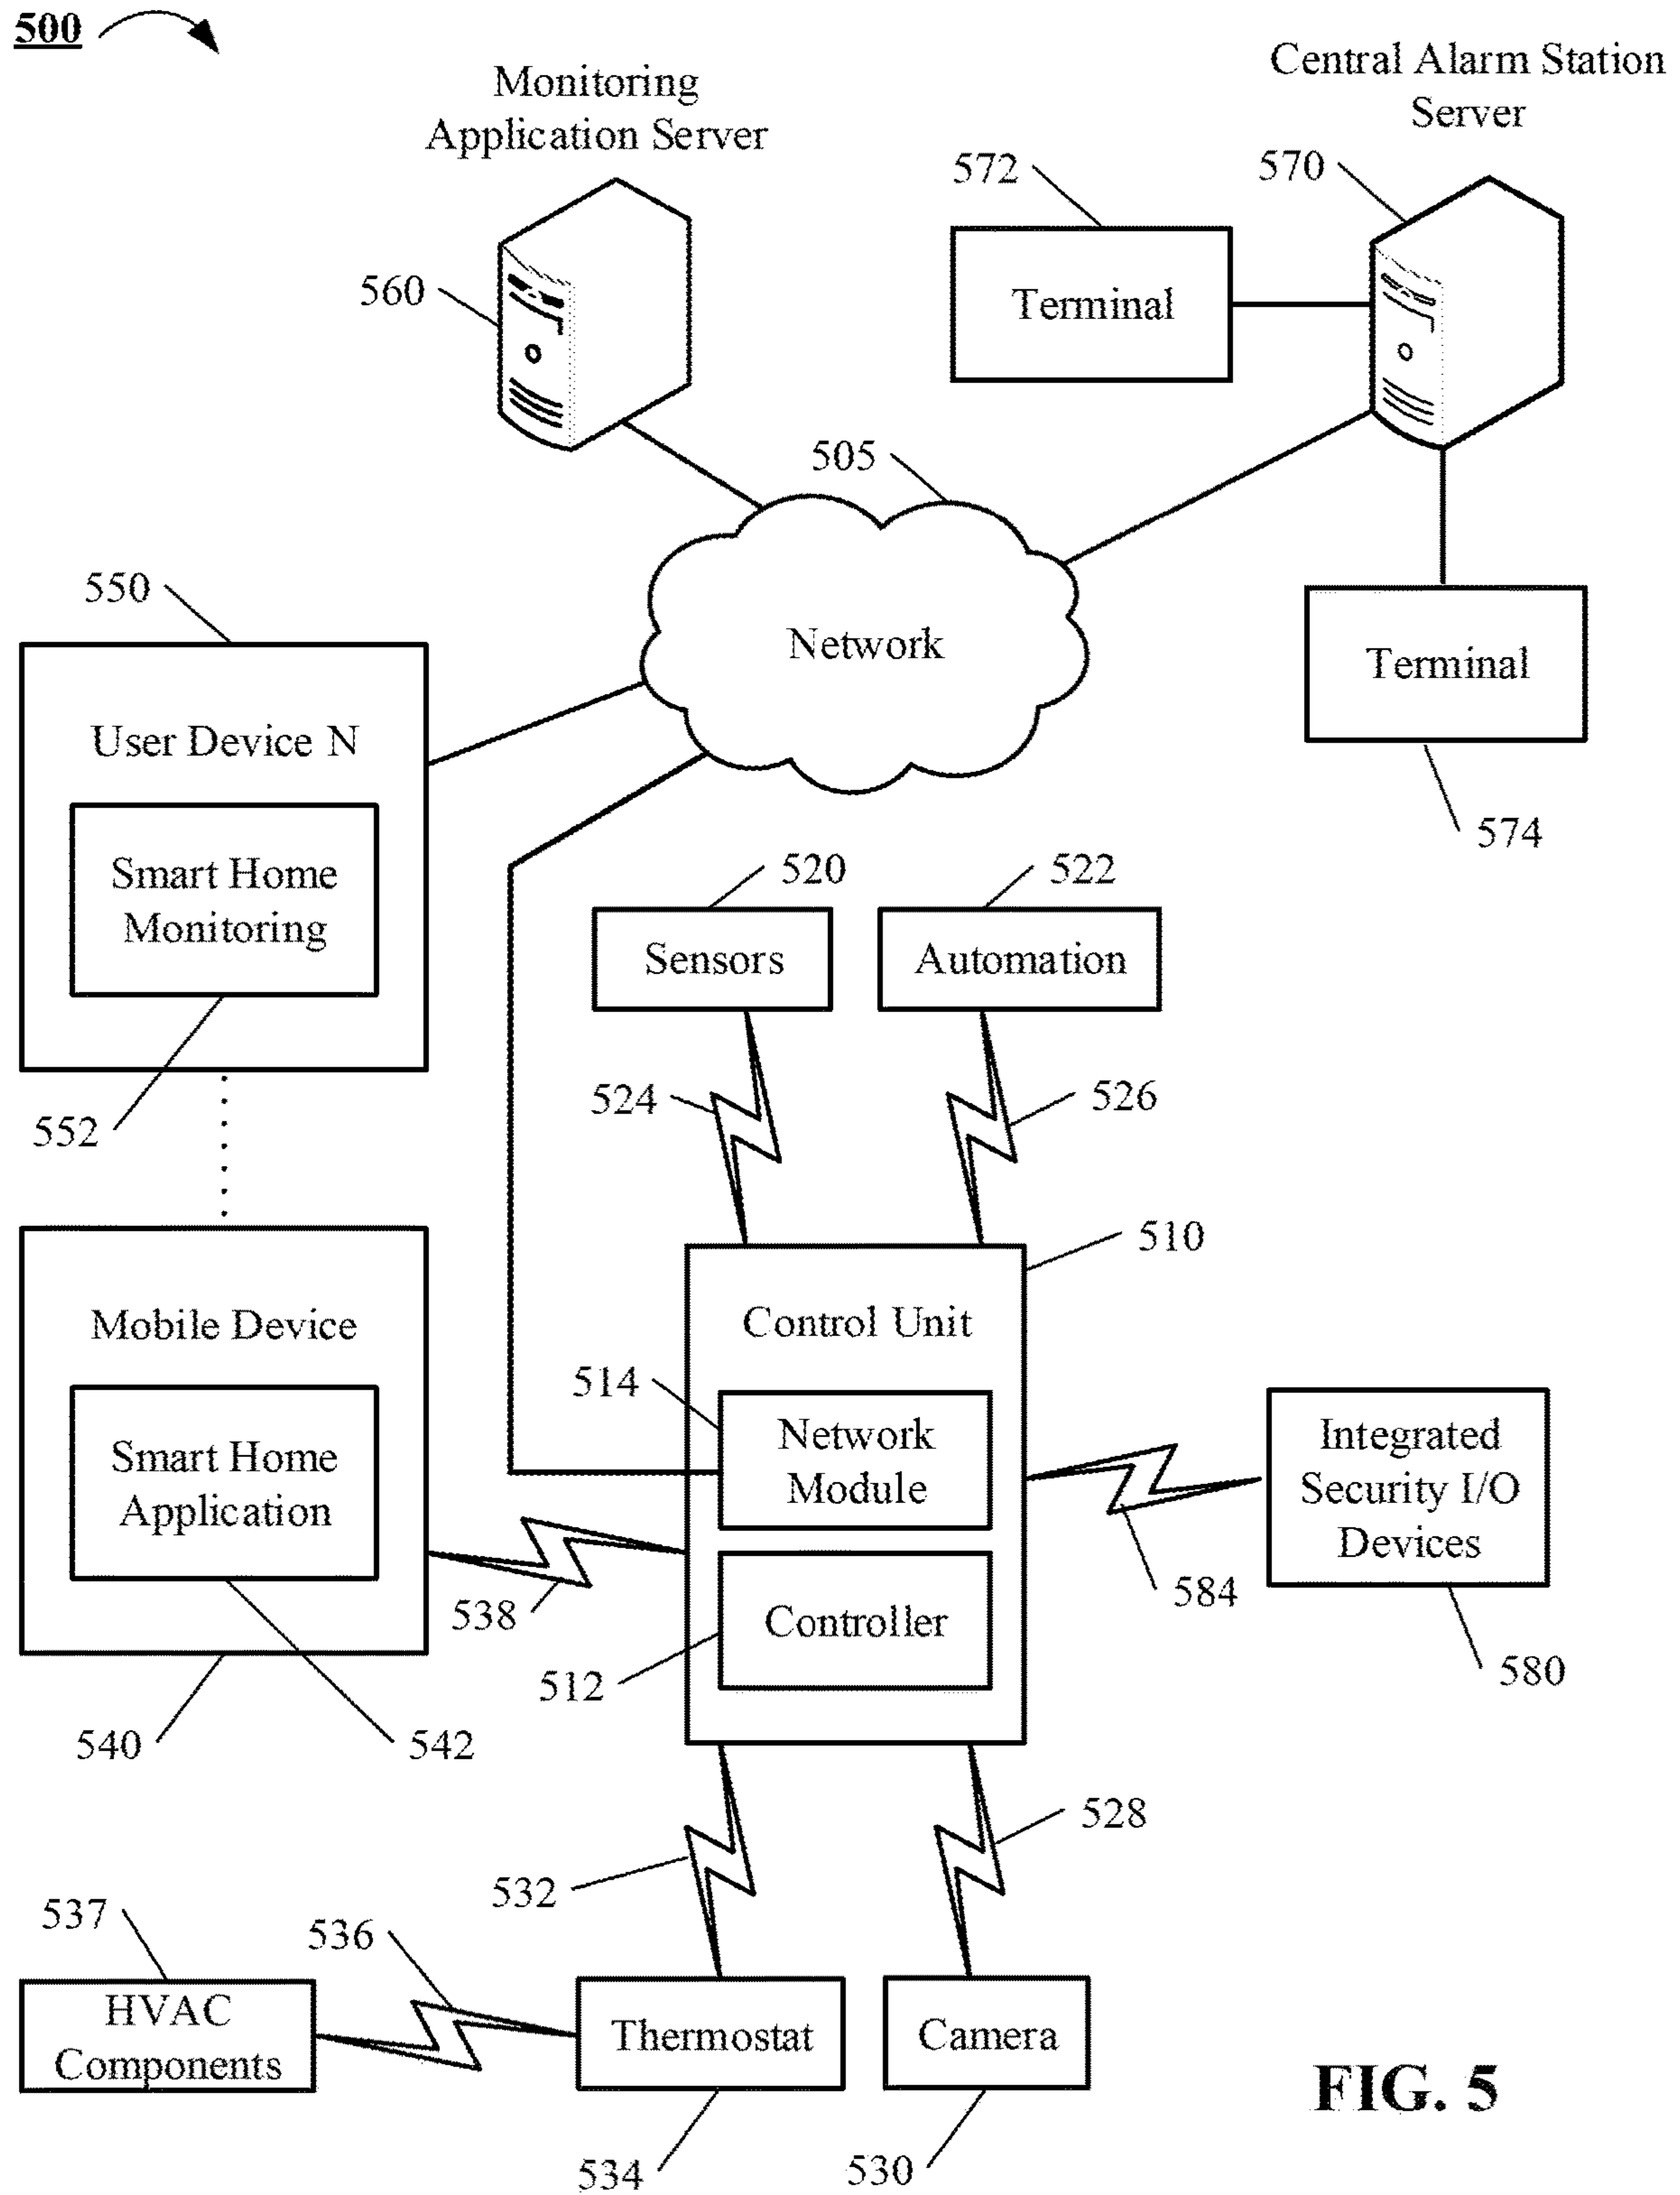 500
Monitoring
Application Server
Central Alarm Station
Server
572
570
Terminal
560
505
Network
550
Terminal
User Device N
574
Smart Home
Monitoring
520
522
Sensors
Automation
552
524
526
510
Mobile Device
Control Unit
514
Network
Module
Integrated
Security I/O
Devices
Smart Home
Application
538
584
Controller
512
580
540
542
532
528
537
536
HVAC
Components
Thermostat
Camera
534
530
FIG. 5